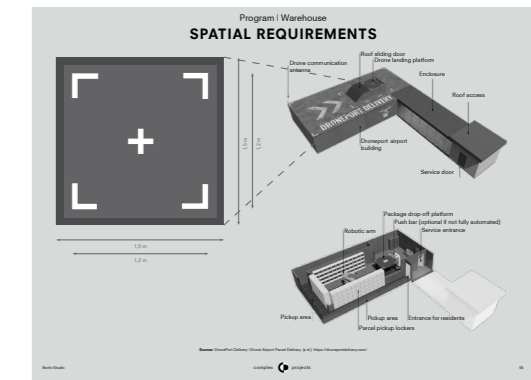 Program | Warehouse
SPATIAL REQUIREMENTS
Drone communication
antenna
Roof sliding door
Drone landing platform
Enclosure
Roof access
DRONEPORT DELIVERY
Droneport airport
building
Service door
1,5 m
1,2 m
1,5 m
1,2 m
Package drop-off platform
Push bar (optional if not fully automated)
Service entrance
Robotic arm
Pickup area
Pickup area
Entrance for residents
Parcel pickup lockers
Source: DronePort Delivery | Drone Airport Parcel Delivery. (n.d.). https://droneportdelivery.com/
Berlin Studio
complex projects